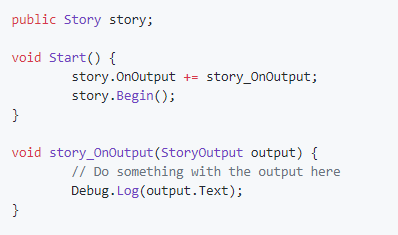 public Story story;

void Start() {
        story.OnOutput += story_OnOutput;
        story.Begin();
}

void story_OnOutput(StoryOutput output) {
        // Do something with the output here
        Debug.Log(output.Text);
}